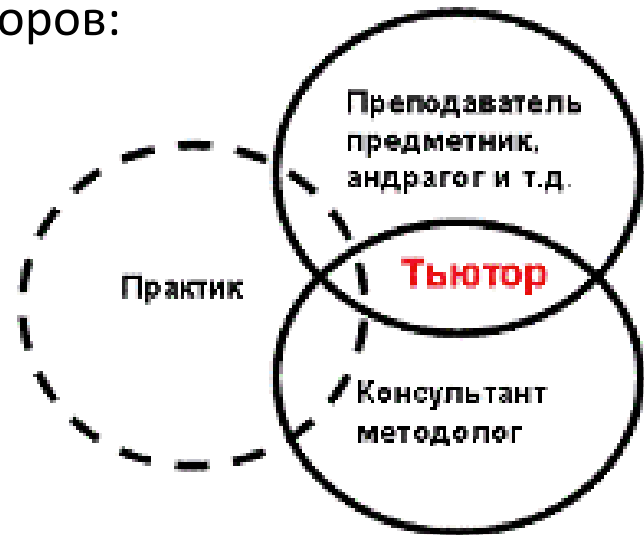 оров:
Преподаватель
предметник,
андрагог и т.д.
Тьютор
Практик
Консультант
методолог